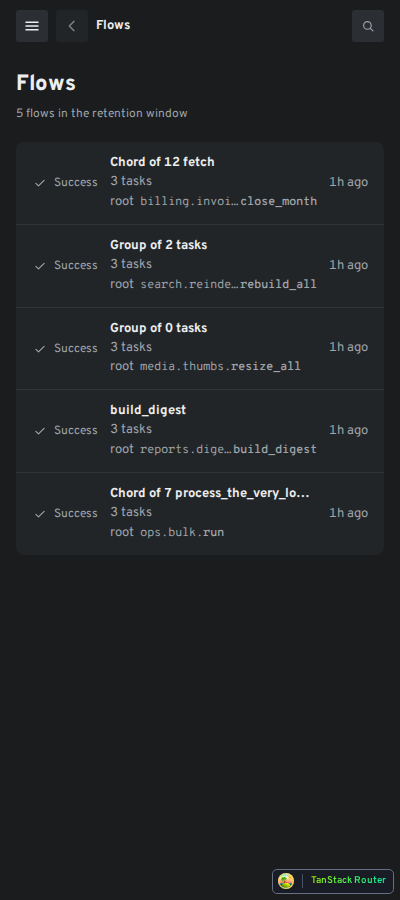 Flows
Flows
5 flows in the retention window
Success
Chord of 12 fetch
3 tasks
root billing.invoi…close_month
1h ago
Success
Group of 2 tasks
3 tasks
root search.reinde…rebuild_all
1h ago
Success
Group of 0 tasks
3 tasks
root media.thumbs.resize_all
1h ago
Success
build_digest
3 tasks
root reports.dige…build_digest
1h ago
Success
Chord of 7 process_the_very_lo…
3 tasks
root ops.bulk.run
1h ago
TanStack Router